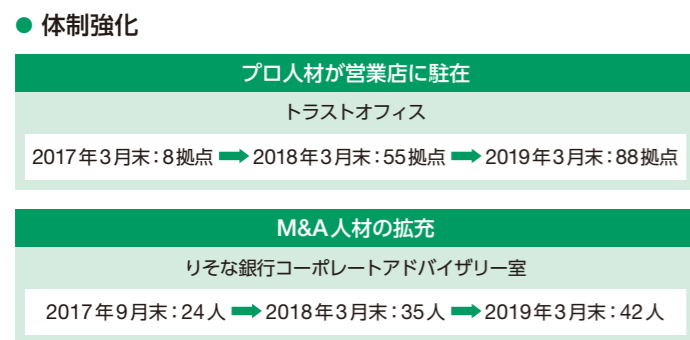 ● 体制強化
プロ人材が営業店に駐在
トラストオフィス
2017年3月末：8拠点 ➡ 2018年3月末：55拠点 ➡ 2019年3月末：88拠点
M&A人材の拡充
りそな銀行コーポレートアドバイザリー室
2017年9月末：24人 ➡ 2018年3月末：35人 ➡ 2019年3月末：42人